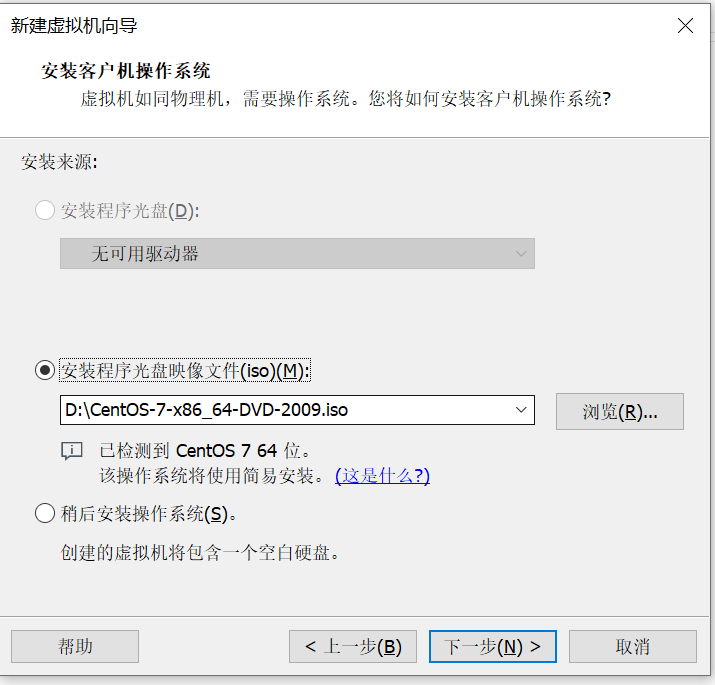 新建虚拟机向导
安装客户机操作系统
虚拟机如同物理机，需要操作系统。您将如何安装客户机操作系统?
安装来源:
安装程序光盘(D):
无可用驱动器
安装程序光盘映像文件(iso)(M):
D:\CentOS-7-x86_64-DVD-2009.iso
浏览(R)...
已检测到 CentOS 7 64 位。
该操作系统将使用简易安装。 (这是什么?)
稍后安装操作系统(S)。
创建的虚拟机将包含一个空白硬盘。
帮助
< 上一步(B)
下一步(N) >
取消